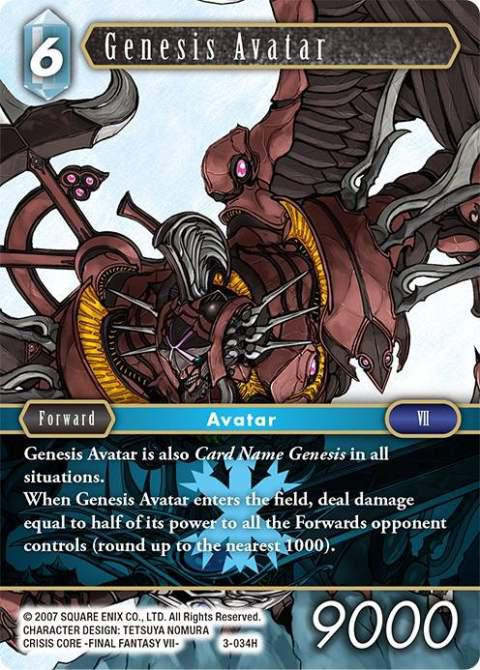 6
Genesis Avatar
Forward
Avatar
VII
Genesis Avatar is also Card Name Genesis in all
situations.
When Genesis Avatar enters the field, deal damage
equal to half of its power to all the Forwards opponent
controls (round up to the nearest 1000).
© 2007 SQUARE ENIX CO., LTD. All Rights Reserved.
CHARACTER DESIGN: TETSUYA NOMURA
CRISIS CORE -FINAL FANTASY VII-
3-034H
9000